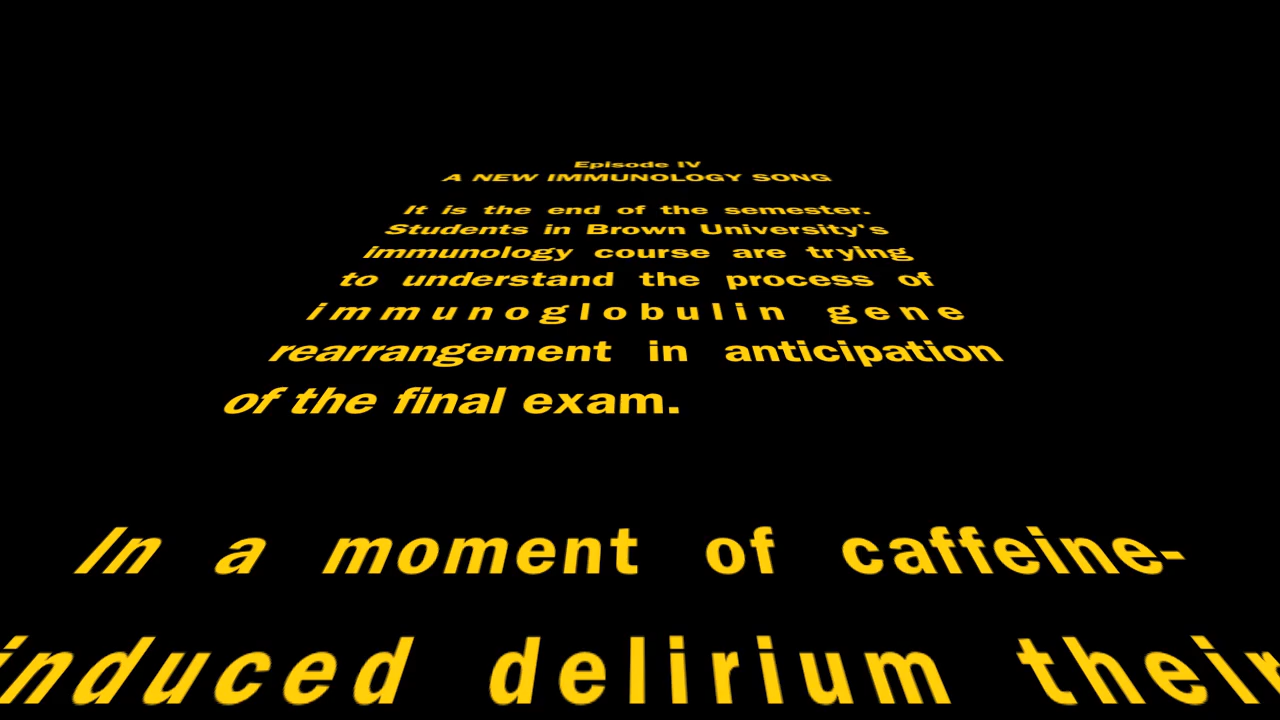 Episode IV
A NEW IMMUNOLOGY SONG
It is the end of the semester.
Students in Brown University's
immunology course are trying
to understand the process of
immunoglobulin gene
rearrangement in anticipation
of the final exam.
In a moment of caffeine-
induced delirium their